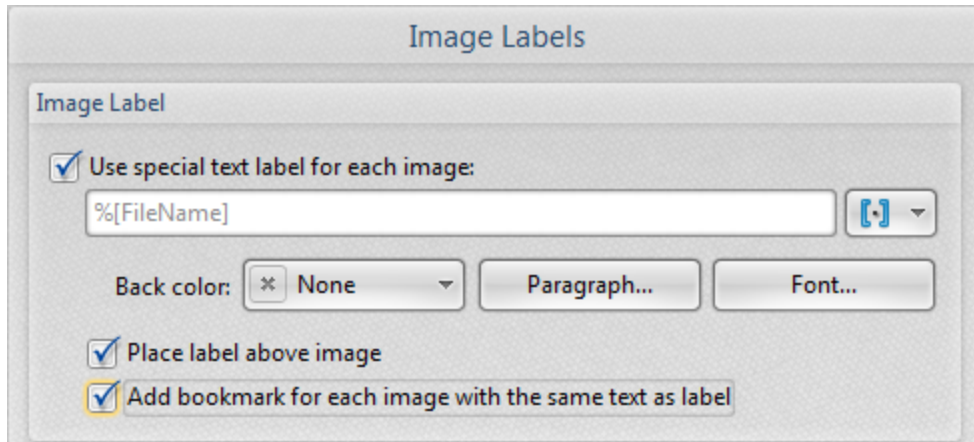 Image Labels
Image Label
Use special text label for each image:
%[FileName]
Back color: None Paragraph... Font...
Place label above image
Add bookmark for each image with the same text as label